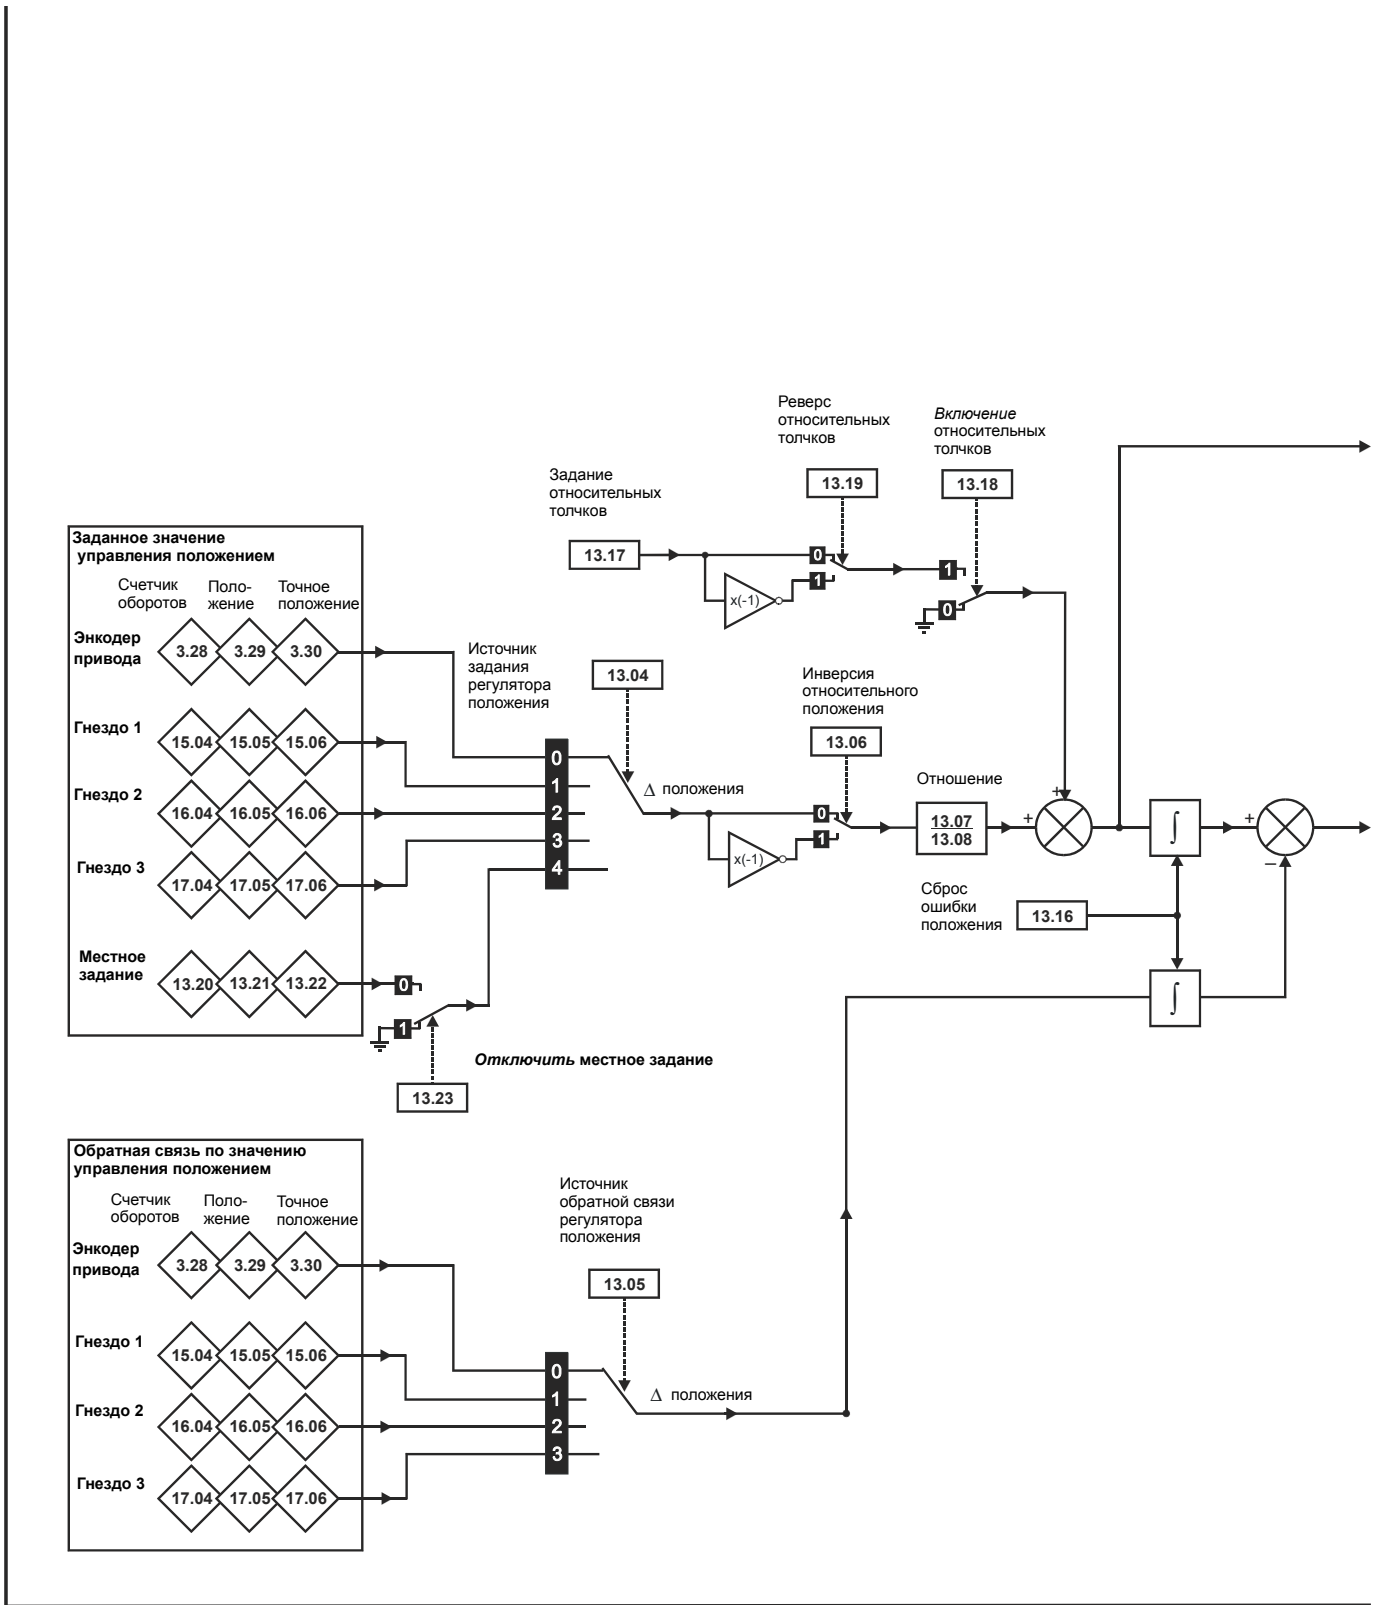 Реверс
относительных
толчков
Включение
относительных
толчков
Задание
относительных
толчков
13.19
13.18
13.17
0
1
x(-1)
1
0
Заданное значение
управления положением
Счетчик
оборотов
Поло-
жение
Точное
положение
Энкодер
привода
3.28
3.29
3.30
Гнездо 1
15.04
15.05
15.06
Гнездо 2
16.04
16.05
16.06
Гнездо 3
17.04
17.05
17.06
Местное
задание
13.20
13.21
13.22
0
1
Отключить местное задание
13.23
Источник
задания
регулятора
положения
13.04
0
1
2
3
4
Δ положения
Инверсия
относительного
положения
13.06
0
1
x(-1)
Отношение
13.07
13.08
+
+
∫
+
–
Сброс
ошибки
положения
13.16
∫
Обратная связь по значению
управления положением
Счетчик
оборотов
Поло-
жение
Точное
положение
Энкодер
привода
3.28
3.29
3.30
Гнездо 1
15.04
15.05
15.06
Гнездо 2
16.04
16.05
16.06
Гнездо 3
17.04
17.05
17.06
Источник
обратной связи
регулятора
положения
13.05
0
1
2
3
Δ положения